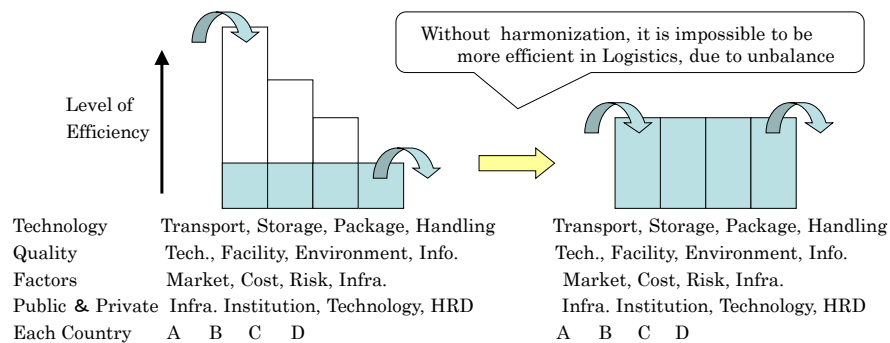 Without harmonization, it is impossible to be
more efficient in Logistics, due to unbalance
Level of
Efficiency
Technology Transport, Storage, Package, Handling Transport, Storage, Package, Handling
Quality Tech., Facility, Environment, Info. Tech., Facility, Environment, Info.
Factors Market, Cost, Risk, Infra. Market, Cost, Risk, Infra.
Public & Private Infra. Institution, Technology, HRD Infra. Institution, Technology, HRD
Each Country A B C D A B C D